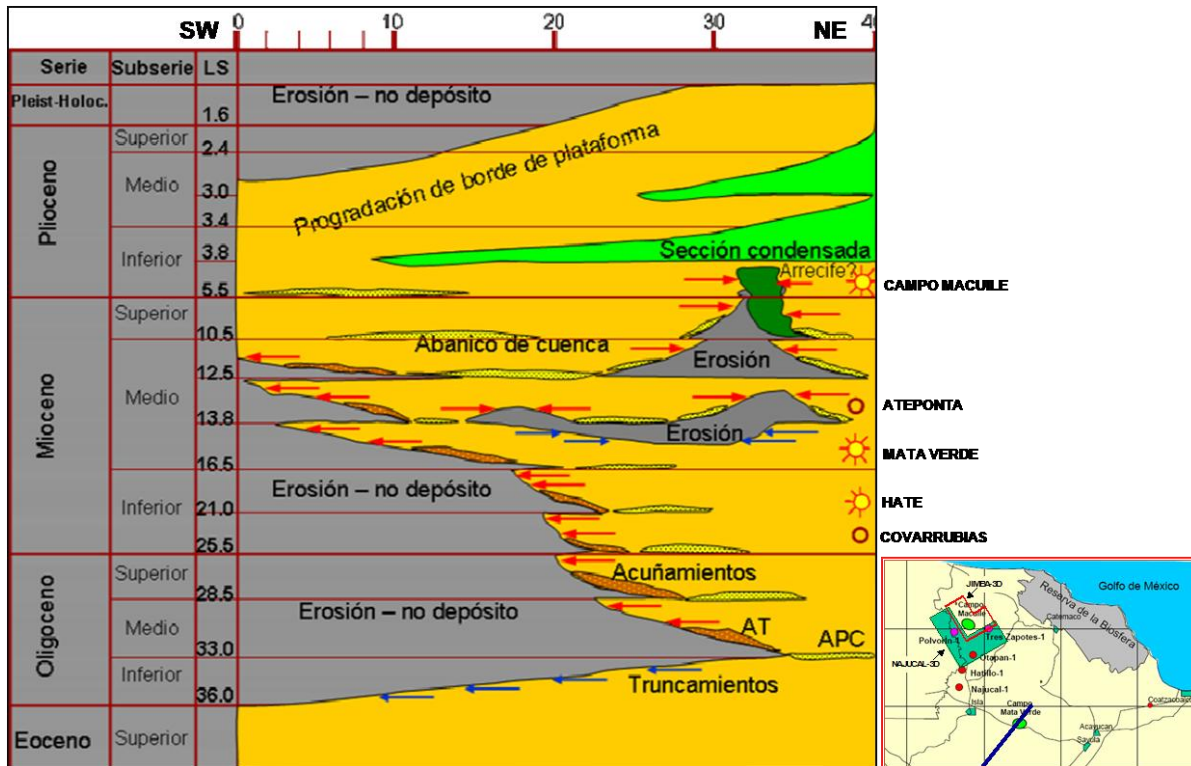 SW 0 10 20 30 NE 40
Serie Subserie LS
Pleist-Holoc.
Erosión – no depósito
1.6
Superior
2.4
Progradación de borde de plataforma
Plioceno
Medio
3.0
3.4
Inferior
3.8
Sección condensada
Arrecife?
CAMPO MACUILE
5.5
Superior
10.5
Abanico de cuenca
Erosión
12.5
Mioceno
Medio
ATEPONTA
13.8
Erosión
MATA VERDE
16.5
Erosión – no depósito
HATE
Inferior
21.0
COVARRUBIAS
25.5
Superior
Acuñamientos
28.5
Erosión – no depósito
Oligoceno
Medio
AT
APC
33.0
Inferior
Truncamientos
36.0
Eoceno Superior
JIMBA-3D
Golfo de México
Reserva de la Biosfera
Campo
Macuile
Catemaco
Polvorín-1
Tres Zapotes-1
NAJUCAL-3D
Otapan-1
Hatillo-1
Najucal-1
Isla
Campo
Mata Verde
Coatzacoalcos
Acayucan
Sayula